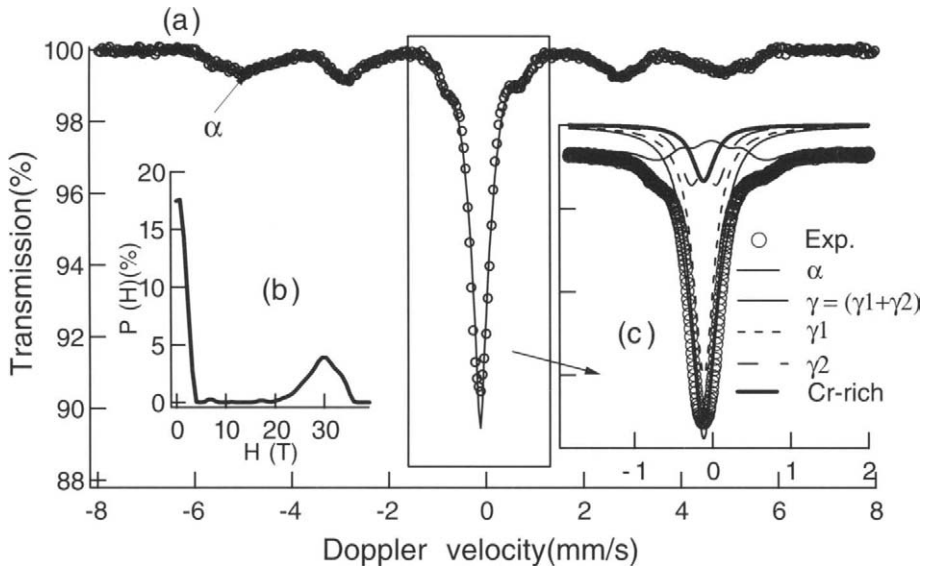 (a)
100
98
96
94
92
90
88
Transmission(%)
α
20
15
10
5
0
P (H)(%)
(b)
0 10 20 30
H (T)
(c)
Exp.
α
γ = (γ1+γ2)
γ1
γ2
Cr-rich
-1 0 1 2
-8 -6 -4 -2 0 2 4 6 8
Doppler velocity(mm/s)